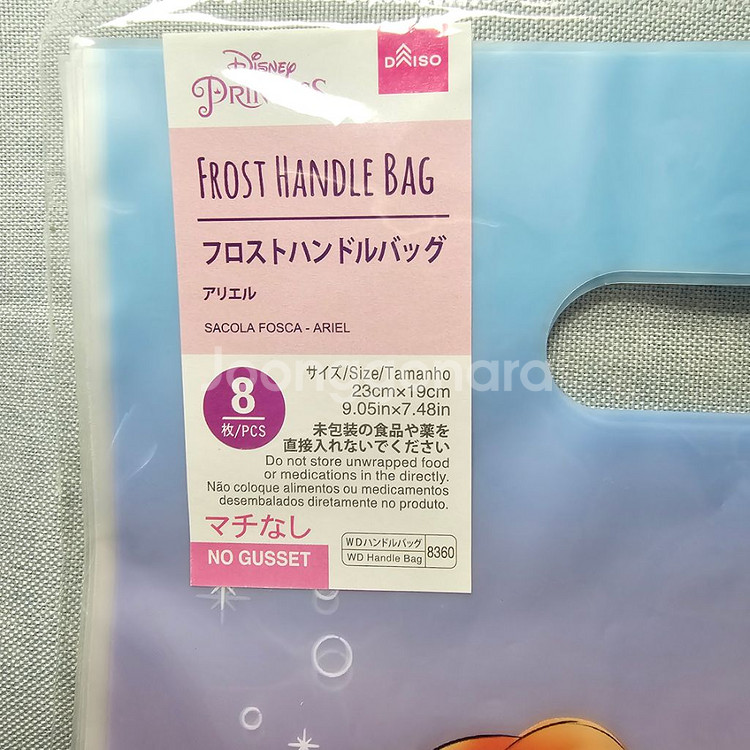 Disney
PRINCESS
DAISO
FROST HANDLE BAG
フロストハンドルバッグ
アリエル
SACOLA FOSCA - ARIEL
Joonggonara
8
枚/PCS
サイズ/Size/Tamanho
23cm×19cm
9.05in×7.48in
未包装の食品や薬を
直接入れないでください
Do not store unwrapped food
or medications in the directly.
Não coloque alimentos ou medicamentos
desembalados diretamente no produto.
マチなし
NO GUSSET
WDハンドルバッグ
WD Handle Bag
8360